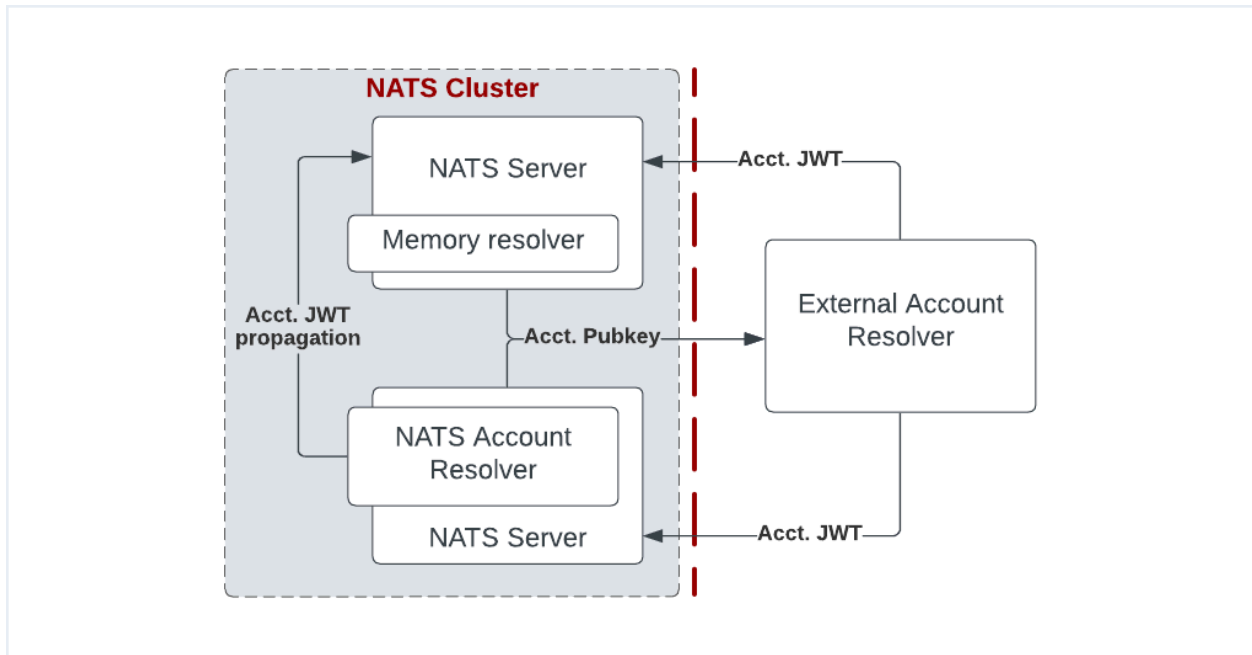 NATS Cluster
NATS Server
Acct. JWT
Memory resolver
External Account
Resolver
Acct. JWT
propagation
Acct. Pubkey
NATS Account
Resolver
NATS Server
Acct. JWT